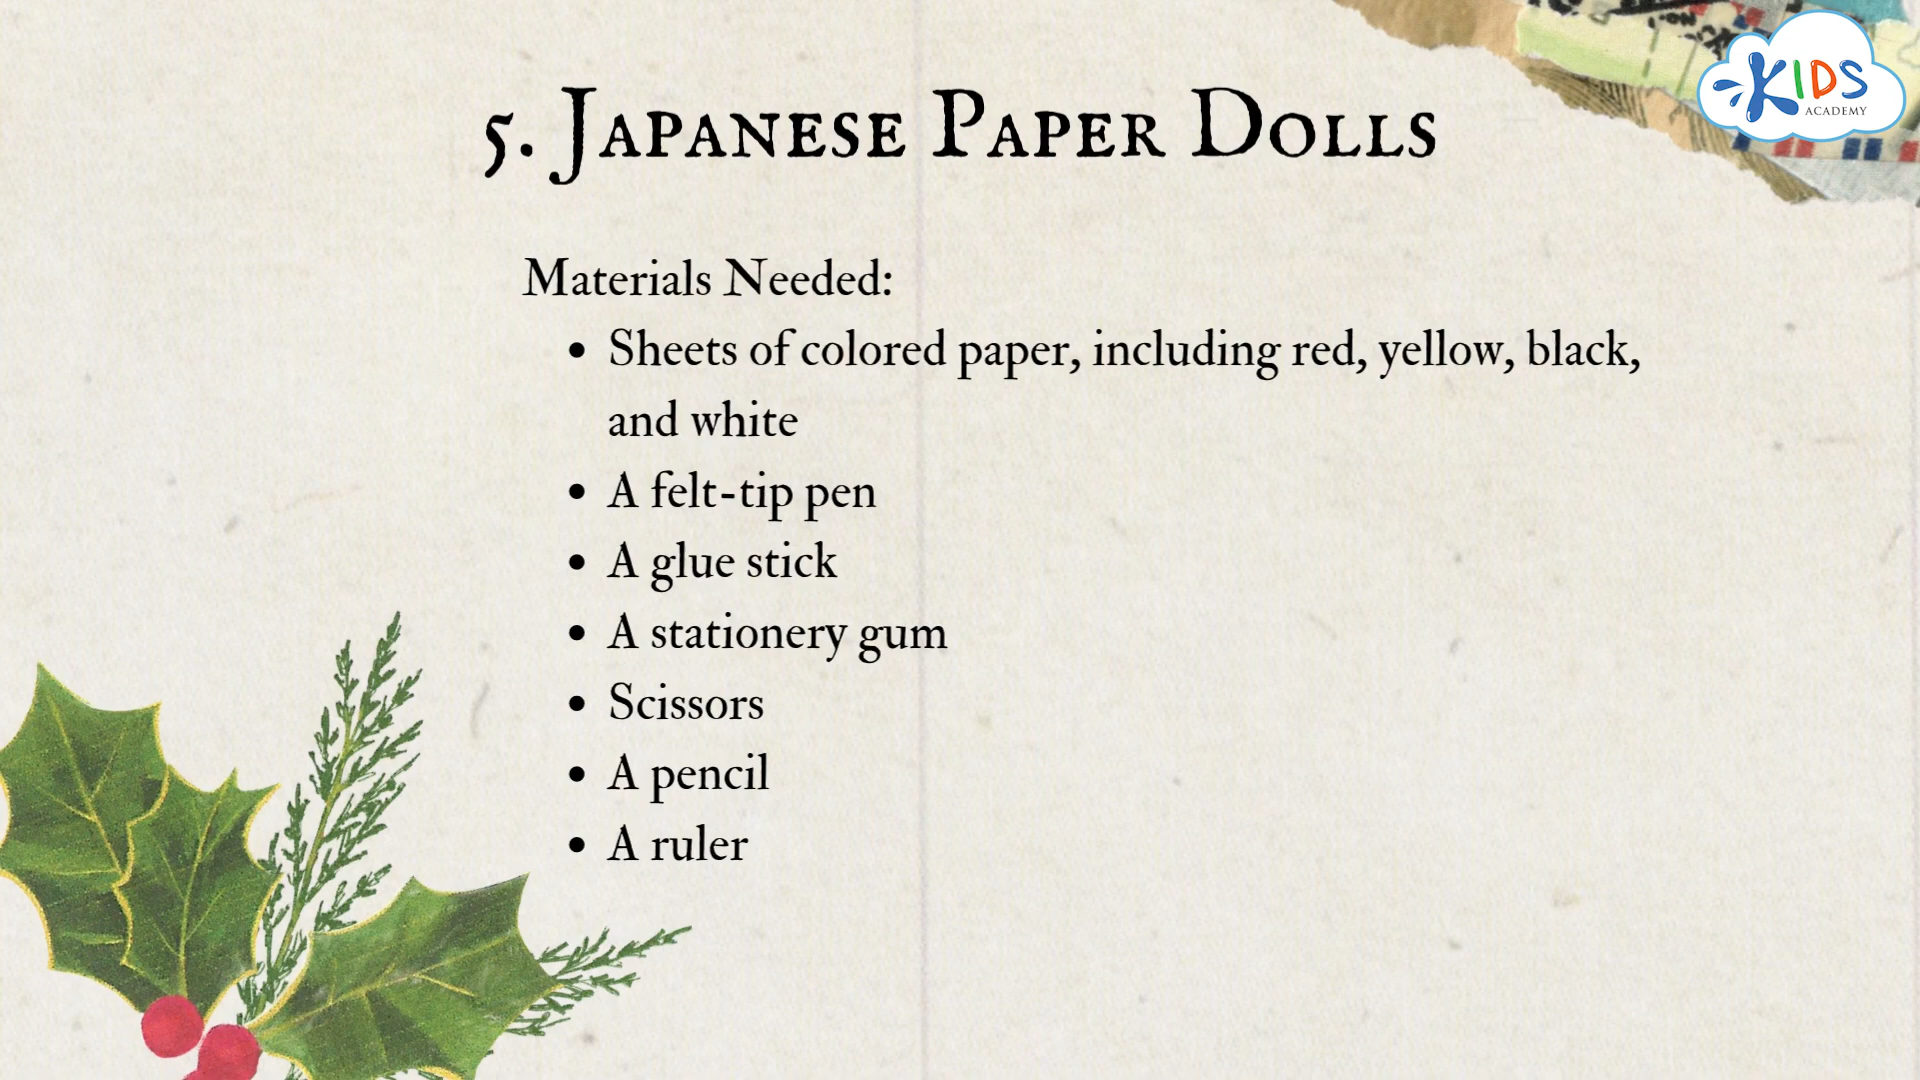 5. Japanese Paper Dolls
KIDS
ACADEMY
Materials Needed:
• Sheets of colored paper, including red, yellow, black,
and white
• A felt-tip pen
• A glue stick
• A stationery gum
• Scissors
• A pencil
• A ruler